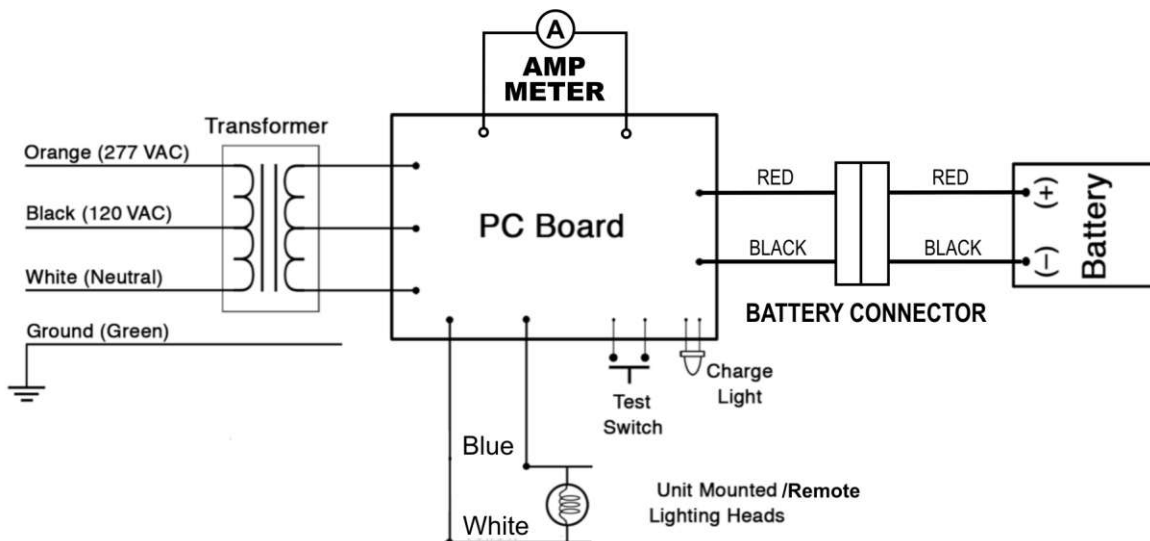 A
AMP
METER
Transformer
Orange (277 VAC)
Black (120 VAC)
White (Neutral)
Ground (Green)
PC Board
RED
RED
BLACK
BLACK
(+)
(−)
Battery
BATTERY CONNECTOR
Charge
Light
Test
Switch
Blue
White
Unit Mounted /Remote
Lighting Heads